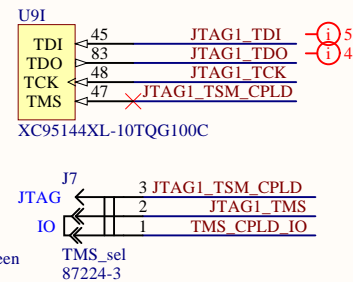 U9I
TDI 45 JTAG1_TDI i 5
TDO 83 JTAG1_TDO i 4
TCK 48 JTAG1_TCK
TMS 47 JTAG1_TSM_CPLD
XC95144XL-10TQG100C
J7
JTAG 3 JTAG1_TSM_CPLD
2 JTAG1_TMS
IO 1 TMS_CPLD_IO
een TMS_sel
87224-3